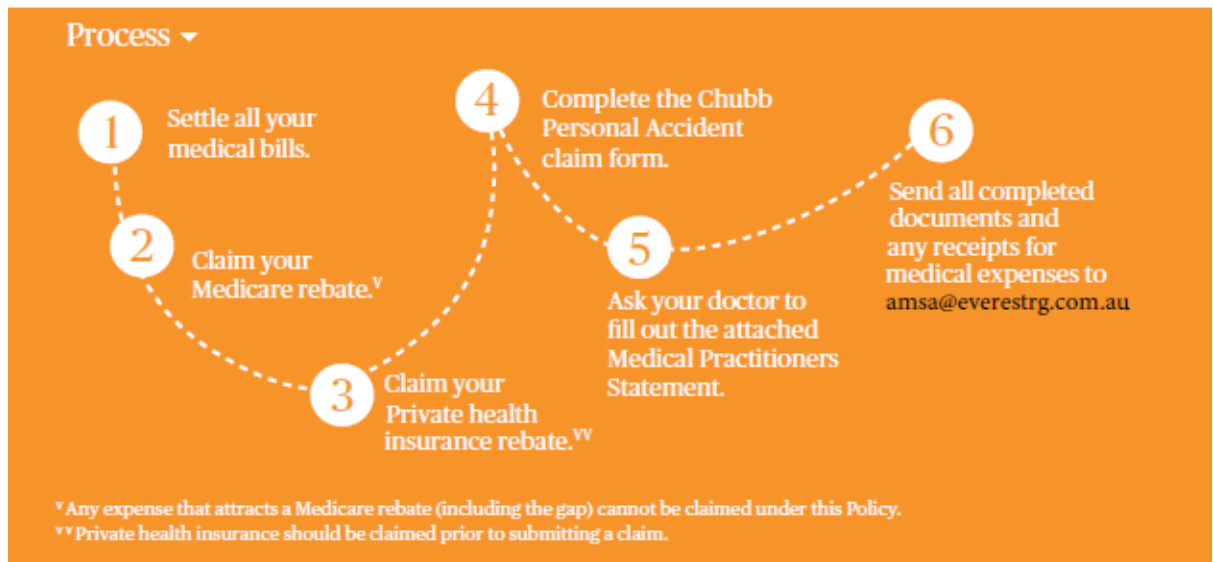 Process
1
Settle all your
medical bills.
2
Claim your
Medicare rebate.ⱽ
3
Claim your
Private health
insurance rebate.ⱽⱽ
4
Complete the Chubb
Personal Accident
claim form.
5
Ask your doctor to
fill out the attached
Medical Practitioners
Statement.
6
Send all completed
documents and
any receipts for
medical expenses to
amsa@everestrg.com.au
ⱽ Any expense that attracts a Medicare rebate (including the gap) cannot be claimed under this Policy.
ⱽⱽ Private health insurance should be claimed prior to submitting a claim.